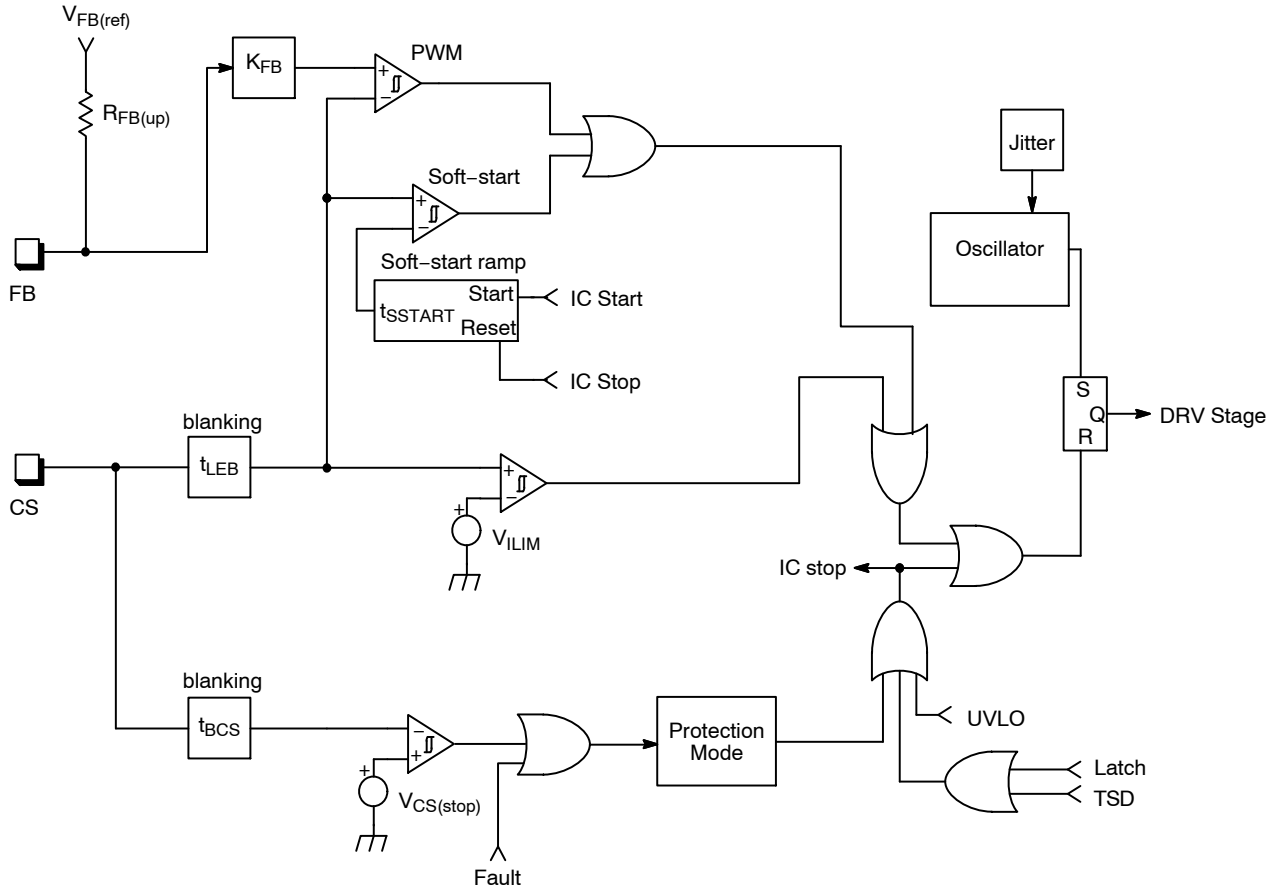 VFB(ref)
KFB
PWM
RFB(up)
Jitter
Soft−start
Oscillator
FB
Soft−start ramp
Start
tSSTART
Reset
IC Start
IC Stop
S
Q
R
DRV Stage
blanking
tLEB
CS
VILIM
IC stop
blanking
tBCS
Protection
Mode
UVLO
VCS(stop)
Latch
TSD
Fault
+
−
+
−
+
−
+
−
+
+